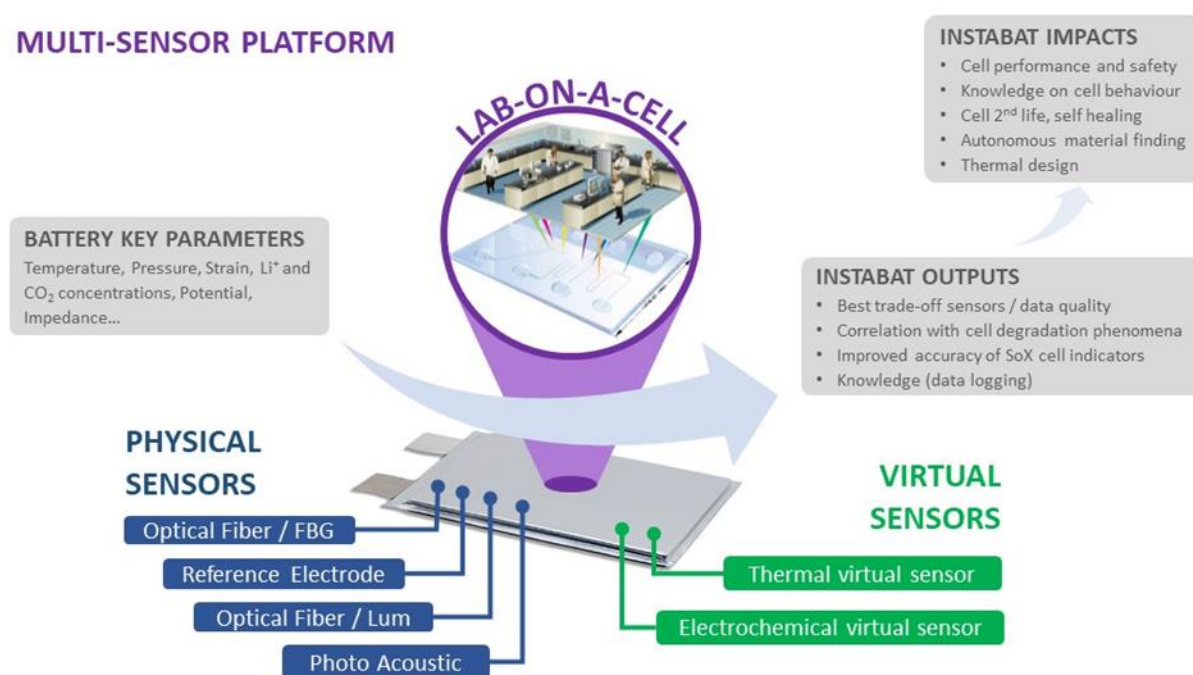 MULTI-SENSOR PLATFORM
LAB-ON-A-CELL
INSTABAT IMPACTS
• Cell performance and safety
• Knowledge on cell behaviour
• Cell 2nd life, self healing
• Autonomous material finding
• Thermal design
BATTERY KEY PARAMETERS
Temperature, Pressure, Strain, Li⁺ and
CO₂ concentrations, Potential,
Impedance…
INSTABAT OUTPUTS
• Best trade-off sensors / data quality
• Correlation with cell degradation phenomena
• Improved accuracy of SoX cell indicators
• Knowledge (data logging)
PHYSICAL
SENSORS
Optical Fiber / FBG
Reference Electrode
Optical Fiber / Lum
Photo Acoustic
VIRTUAL
SENSORS
Thermal virtual sensor
Electrochemical virtual sensor